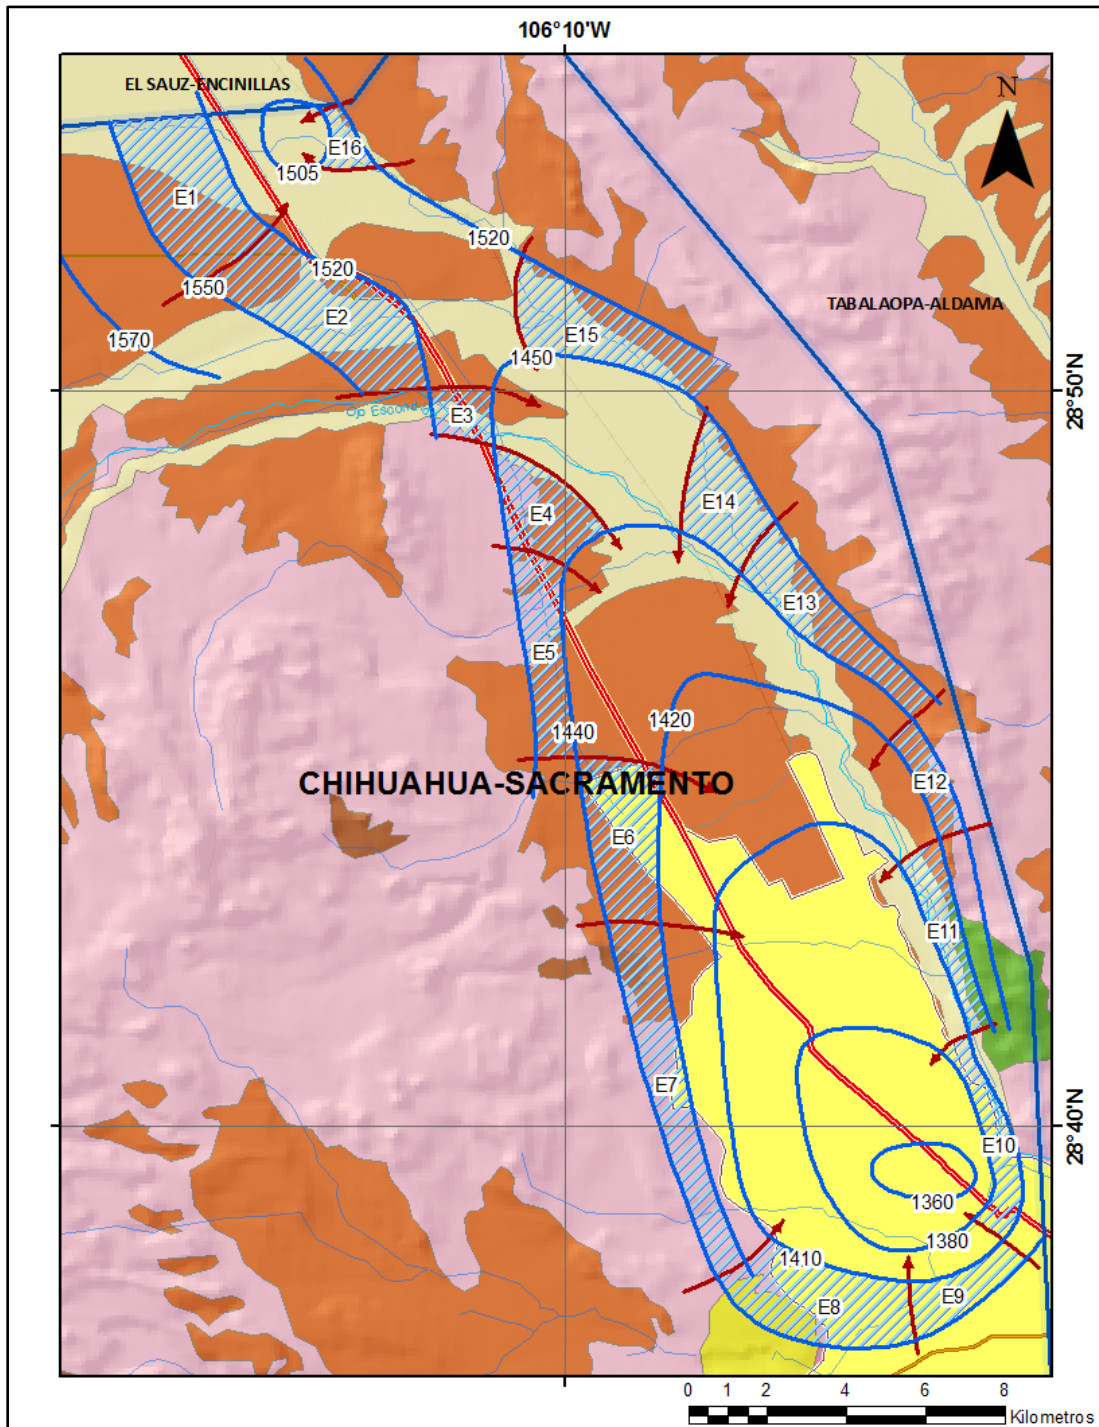 106°10'W
EL SAUZ-ENCINILLAS
N
E16
1505
E1
1520
1520
1550
TABALAOPA-ALDAMA
E2
E15
1570
1450
28°50'N
E3
E14
E4
E13
E5
1440
1420
CHIHUAHUA-SACRAMENTO
E12
E6
E11
E7
28°40'N
E10
1360
1380
1410
E9
E8
0 1 2 4 6 8
Kilometros